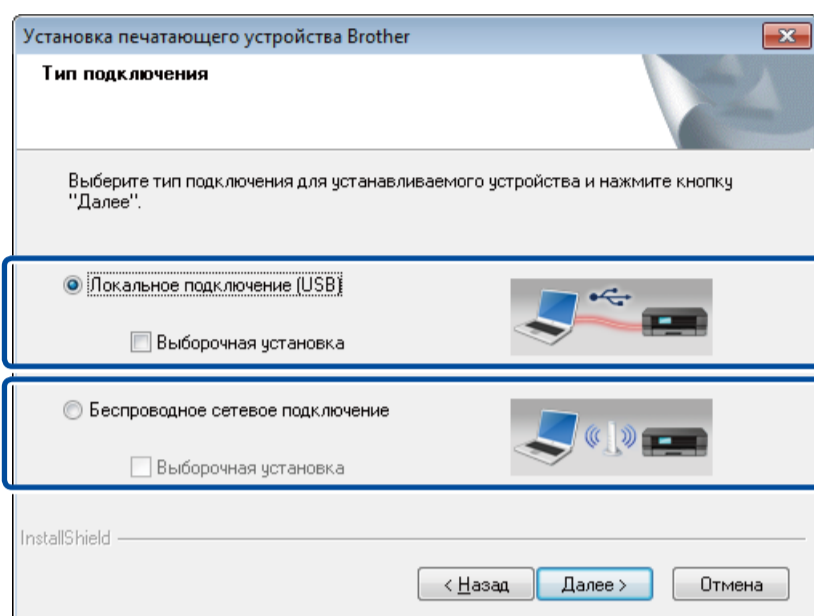 Установка печатающего устройства Brother
Тип подключения
Выберите тип подключения для устанавливаемого устройства и нажмите кнопку
"Далее".
Локальное подключение (USB)
Выборочная установка
Беспроводное сетевое подключение
Выборочная установка
InstallShield
< Назад
Далее >
Отмена